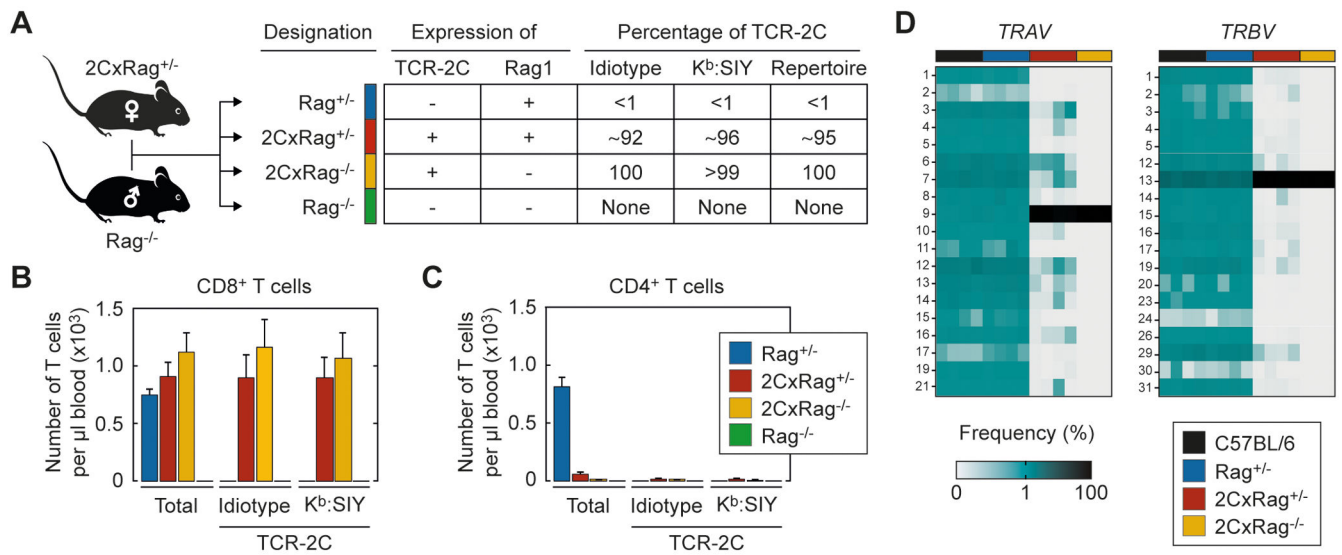 A
Designation
Expression of
Percentage of TCR-2C
TCR-2C
Rag1
Idiotype
Kᵇ:SIY
Repertoire
2CxRag⁺/⁻
♀
♂
Rag⁻/⁻
Rag⁺/⁻ - + <1 <1 <1
2CxRag⁺/⁻ + + ~92 ~96 ~95
2CxRag⁻/⁻ + - 100 >99 100
Rag⁻/⁻ - - None None None
B
CD8⁺ T cells
Number of T cells
per µl blood (x10³)
1.5
1.0
0.5
0
Total
Idiotype
Kᵇ:SIY
TCR-2C
C
CD4⁺ T cells
Number of T cells
per µl blood (x10³)
1.5
1.0
0.5
0
Total
Idiotype
Kᵇ:SIY
TCR-2C
Rag⁺/⁻
2CxRag⁺/⁻
2CxRag⁻/⁻
Rag⁻/⁻
D
TRAV
1
2
3
4
5
6
7
8
9
10
11
12
13
14
15
16
17
19
21
TRBV
1
2
3
4
5
12
13
14
15
16
17
19
20
23
24
26
29
30
31
Frequency (%)
0
1
100
C57BL/6
Rag⁺/⁻
2CxRag⁺/⁻
2CxRag⁻/⁻